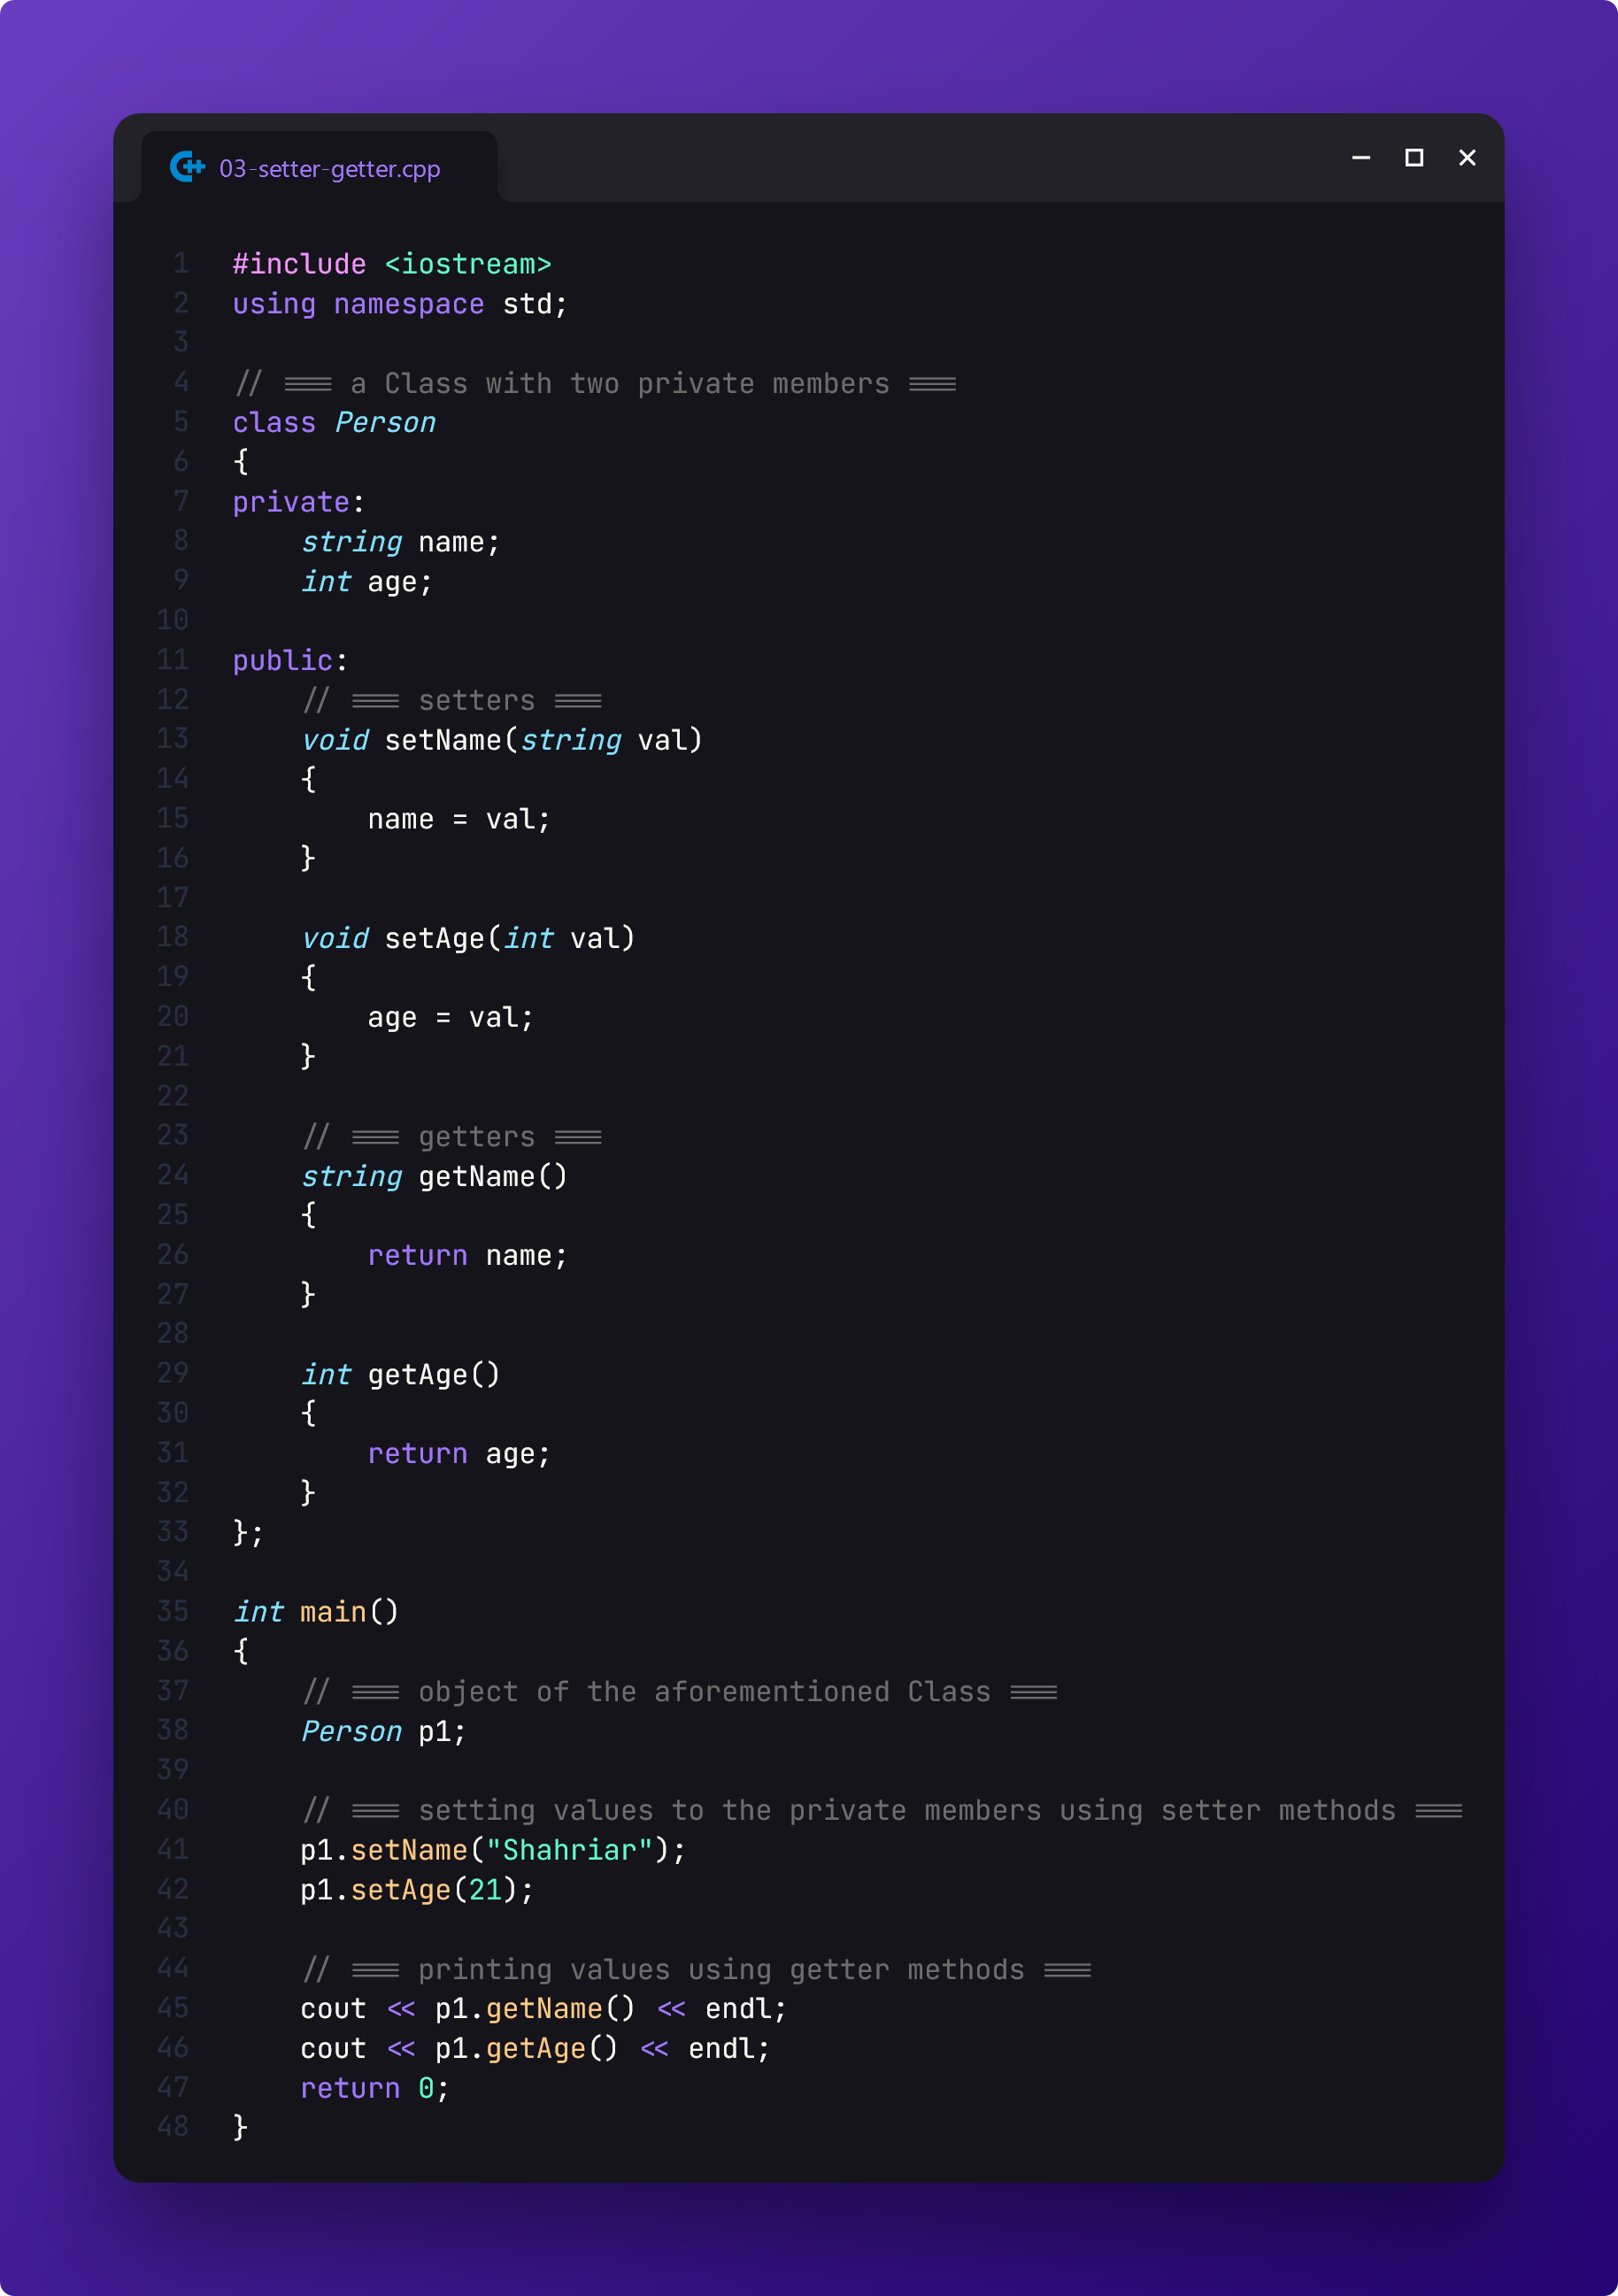 03-setter-getter.cpp
1 #include <iostream>
2 using namespace std;
3
4 // === a Class with two private members ===
5 class Person
6 {
7 private:
8     string name;
9     int age;
10
11 public:
12     // === setters ===
13     void setName(string val)
14     {
15         name = val;
16     }
17
18     void setAge(int val)
19     {
20         age = val;
21     }
22
23     // === getters ===
24     string getName()
25     {
26         return name;
27     }
28
29     int getAge()
30     {
31         return age;
32     }
33 };
34
35 int main()
36 {
37     // === object of the aforementioned Class ===
38     Person p1;
39
40     // === setting values to the private members using setter methods ===
41     p1.setName("Shahriar");
42     p1.setAge(21);
43
44     // === printing values using getter methods ===
45     cout << p1.getName() << endl;
46     cout << p1.getAge() << endl;
47     return 0;
48 }